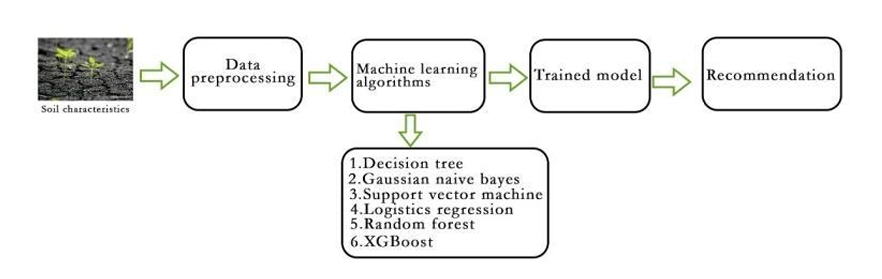 Soil characteristics
Data
preprocessing
Machine learning
algorithms
Trained model
Recommendation
1.Decision tree
2.Gaussian naive bayes
3.Support vector machine
4.Logistics regression
5.Random forest
6.XGBoost